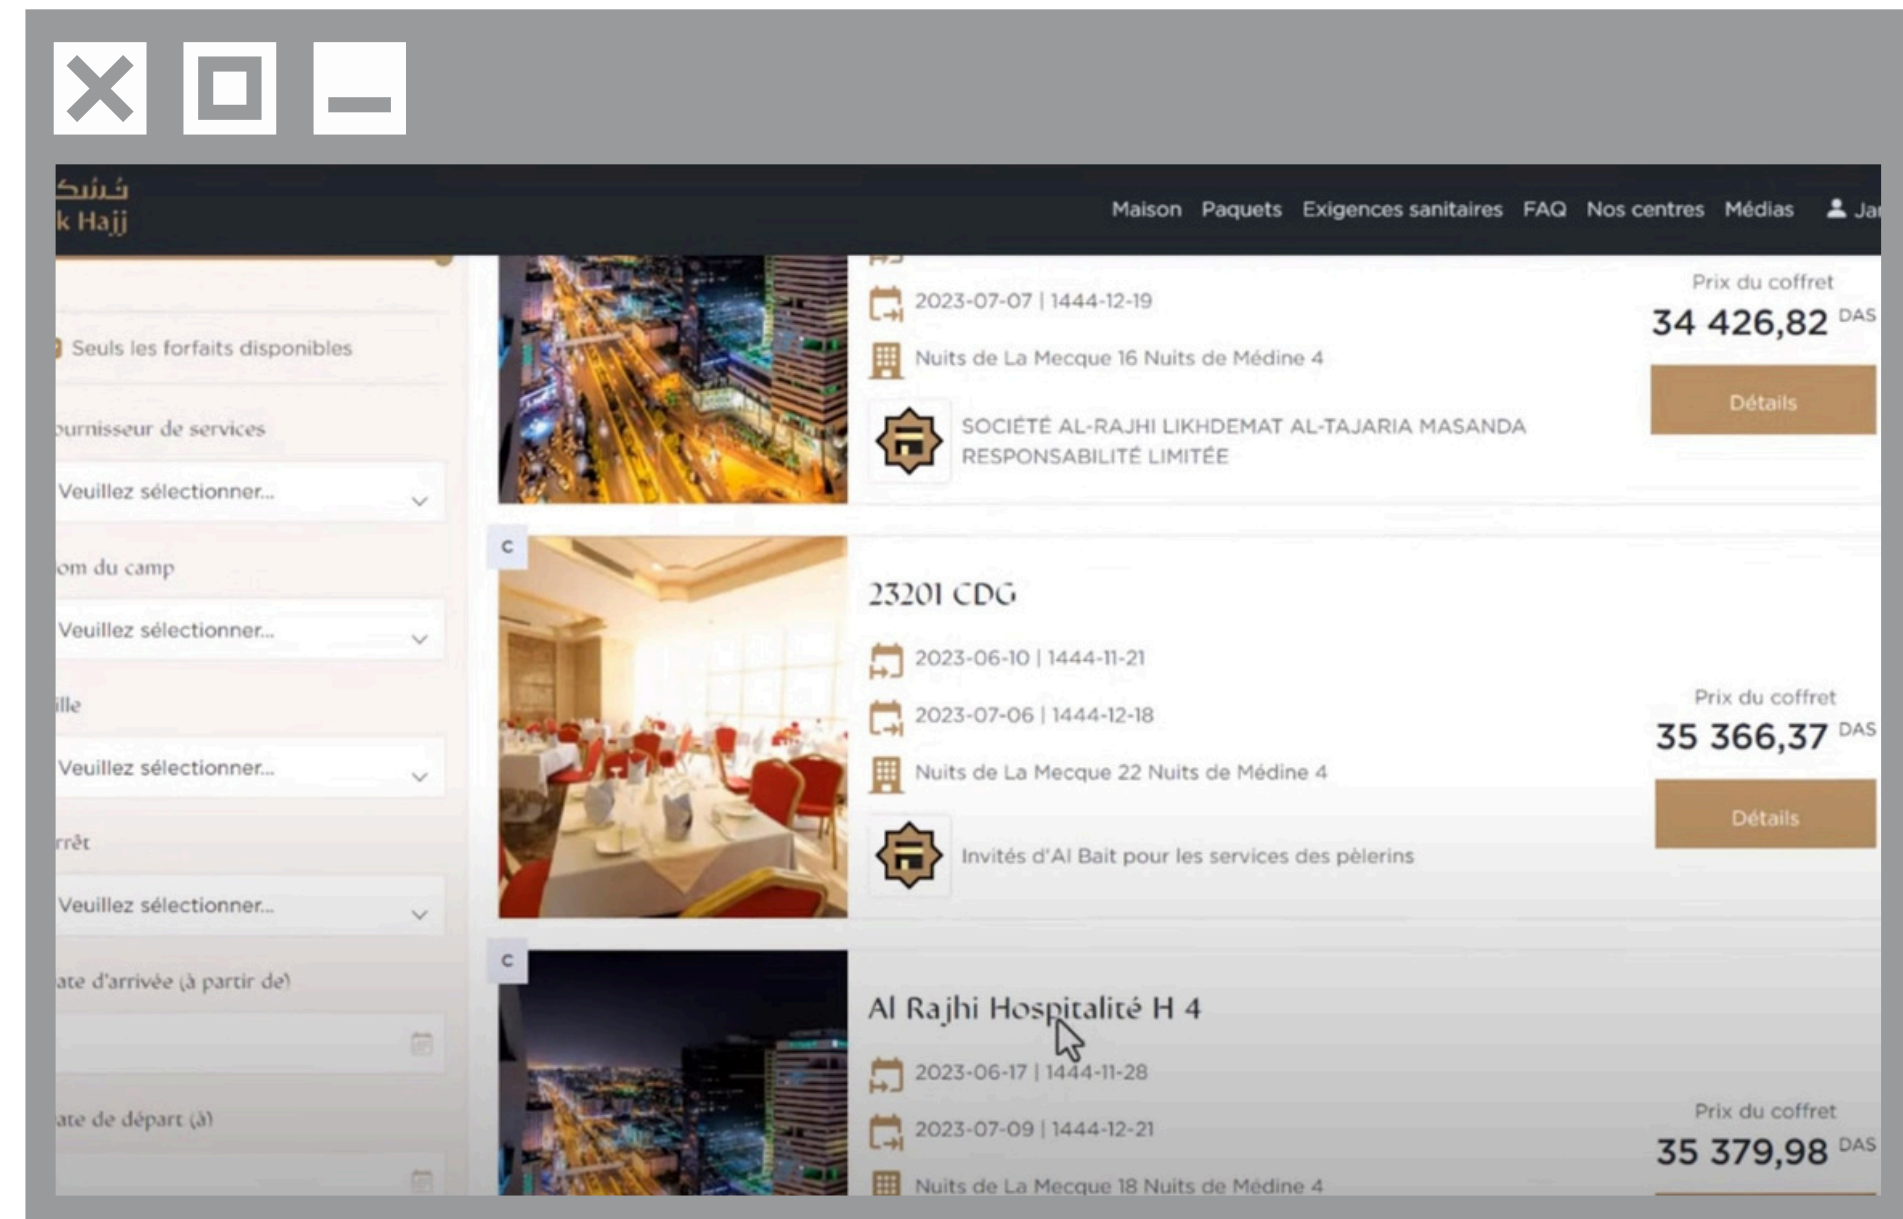 نُسُك
k Hajj
Maison Paquets Exigences sanitaires FAQ Nos centres Médias Jar
Seuls les forfaits disponibles
ournisseur de services
Veuillez sélectionner...
om du camp
Veuillez sélectionner...
ille
Veuillez sélectionner...
rrêt
Veuillez sélectionner...
ate d'arrivée (à partir de)
ate de départ (à)
2023-07-07 | 1444-12-19
Nuits de La Mecque 16 Nuits de Médine 4
SOCIÉTÉ AL-RAJHI LIKHDEMAT AL-TAJARIA MASANDA
RESPONSABILITÉ LIMITÉE
Prix du coffret
34 426,82 DAS
Détails
C
23201 CDG
2023-06-10 | 1444-11-21
2023-07-06 | 1444-12-18
Nuits de La Mecque 22 Nuits de Médine 4
Invités d'Al Bait pour les services des pèlerins
Prix du coffret
35 366,37 DAS
Détails
C
Al Rajhi Hospitalité H 4
2023-06-17 | 1444-11-28
2023-07-09 | 1444-12-21
Nuits de La Mecque 18 Nuits de Médine 4
Prix du coffret
35 379,98 DAS